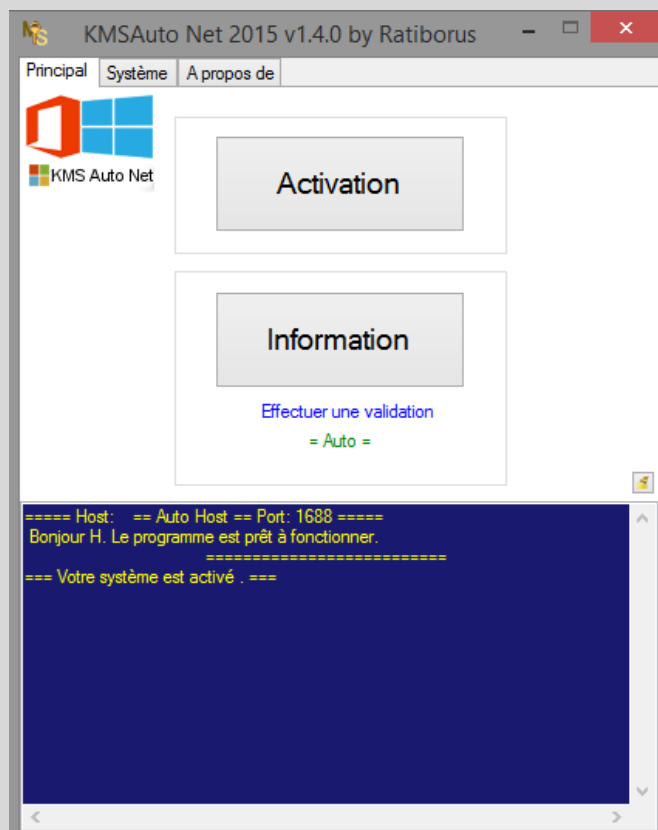 KMSAuto Net 2015 v1.4.0 by Ratiborus
Principal Système A propos de
KMS Auto Net
Activation
Information
Effectuer une validation
= Auto =
===== Host: == Auto Host == Port: 1688 =====
Bonjour H. Le programme est prêt à fonctionner.
==========================
=== Votre système est activé . ===